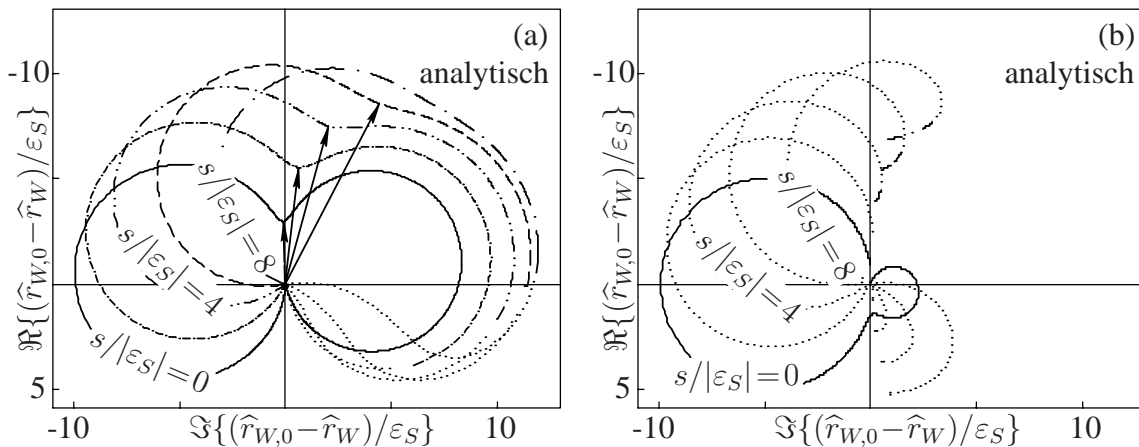 (a)
analytisch
-10
5
ℜ{(r̂_{W,0}−r̂_W)/ε_S}
s/|ε_S|=8
s/|ε_S|=4
s/|ε_S|=0
-10
10
ℑ{(r̂_{W,0}−r̂_W)/ε_S}
(b)
analytisch
-10
5
ℜ{(r̂_{W,0}−r̂_W)/ε_S}
s/|ε_S|=8
s/|ε_S|=4
s/|ε_S|=0
-10
10
ℑ{(r̂_{W,0}−r̂_W)/ε_S}